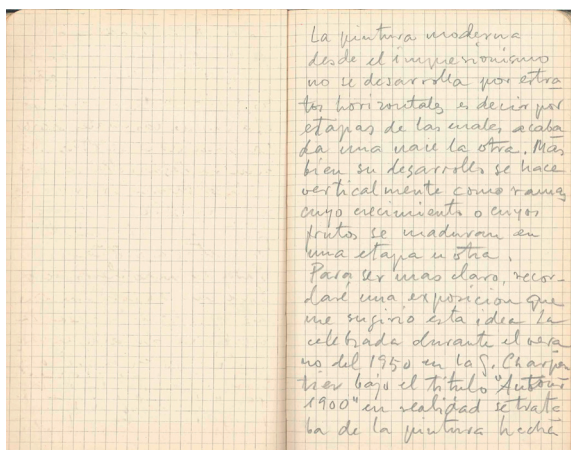 La pintura moderna
desde el impresionismo
no se desarrolla por estra
tos horizontales es decir por
etapas de las cuales acaba
da una nace la otra. Mas
bien su desarrollo se hace
verticalmente como ramas
cuyo crecimiento o cuyos
frutos se maduran en
una etapa u otra.
Para ser mas claro, recor-
daré una exposicion que
me sugirio esta idea La
celebrada durante el vera
no del 1950 en la G. Charpen
tier bajo el titulo "Autour
1900" en realidad se trata
ba de la pintura hecha